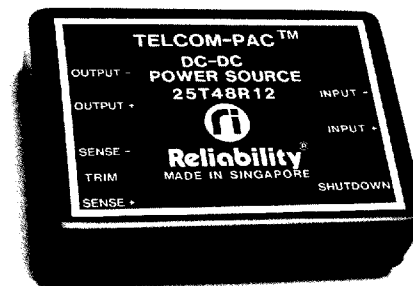 TELCOM-PAC™
DC-DC
POWER SOURCE
25T48R12
OUTPUT -
OUTPUT +
SENSE -
TRIM
SENSE +
INPUT -
INPUT +
SHUTDOWN
ri
Reliability®
MADE IN SINGAPORE